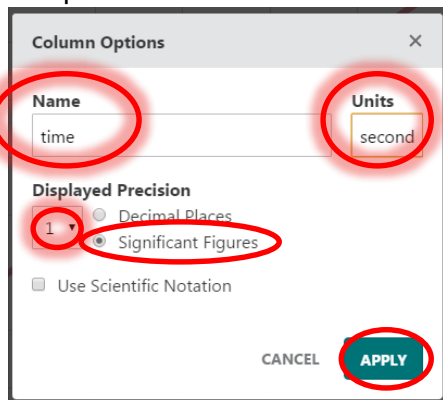 Column Options ×
Name Units
time second
Displayed Precision
1 Decimal Places
Significant Figures
Use Scientific Notation
CANCEL APPLY